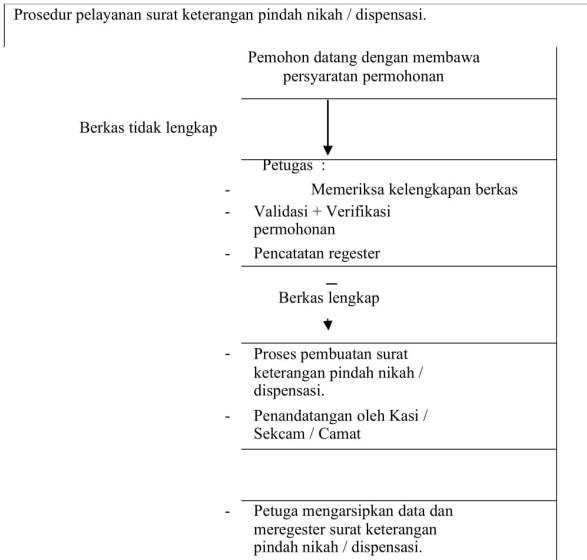 Prosedur pelayanan surat keterangan pindah nikah / dispensasi.
Pemohon datang dengan membawa
persyaratan permohonan
Berkas tidak lengkap
Petugas :
- Memeriksa kelengkapan berkas
- Validasi + Verifikasi
permohonan
- Pencatatan regester
Berkas lengkap
- Proses pembuatan surat
keterangan pindah nikah /
dispensasi.
- Penandatangan oleh Kasi /
Sekcam / Camat
- Petuga mengarsipkan data dan
meregester surat keterangan
pindah nikah / dispensasi.